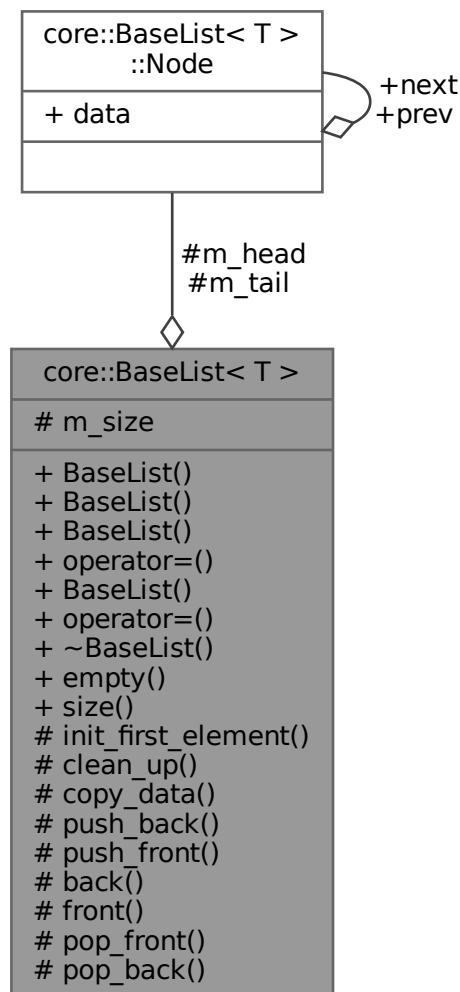 core::BaseList< T >
::Node
+ data
+next
+prev
#m_head
#m_tail
core::BaseList< T >
# m_size
+ BaseList()
+ BaseList()
+ BaseList()
+ operator=()
+ BaseList()
+ operator=()
+ ~BaseList()
+ empty()
+ size()
# init_first_element()
# clean_up()
# copy_data()
# push_back()
# push_front()
# back()
# front()
# pop_front()
# pop_back()